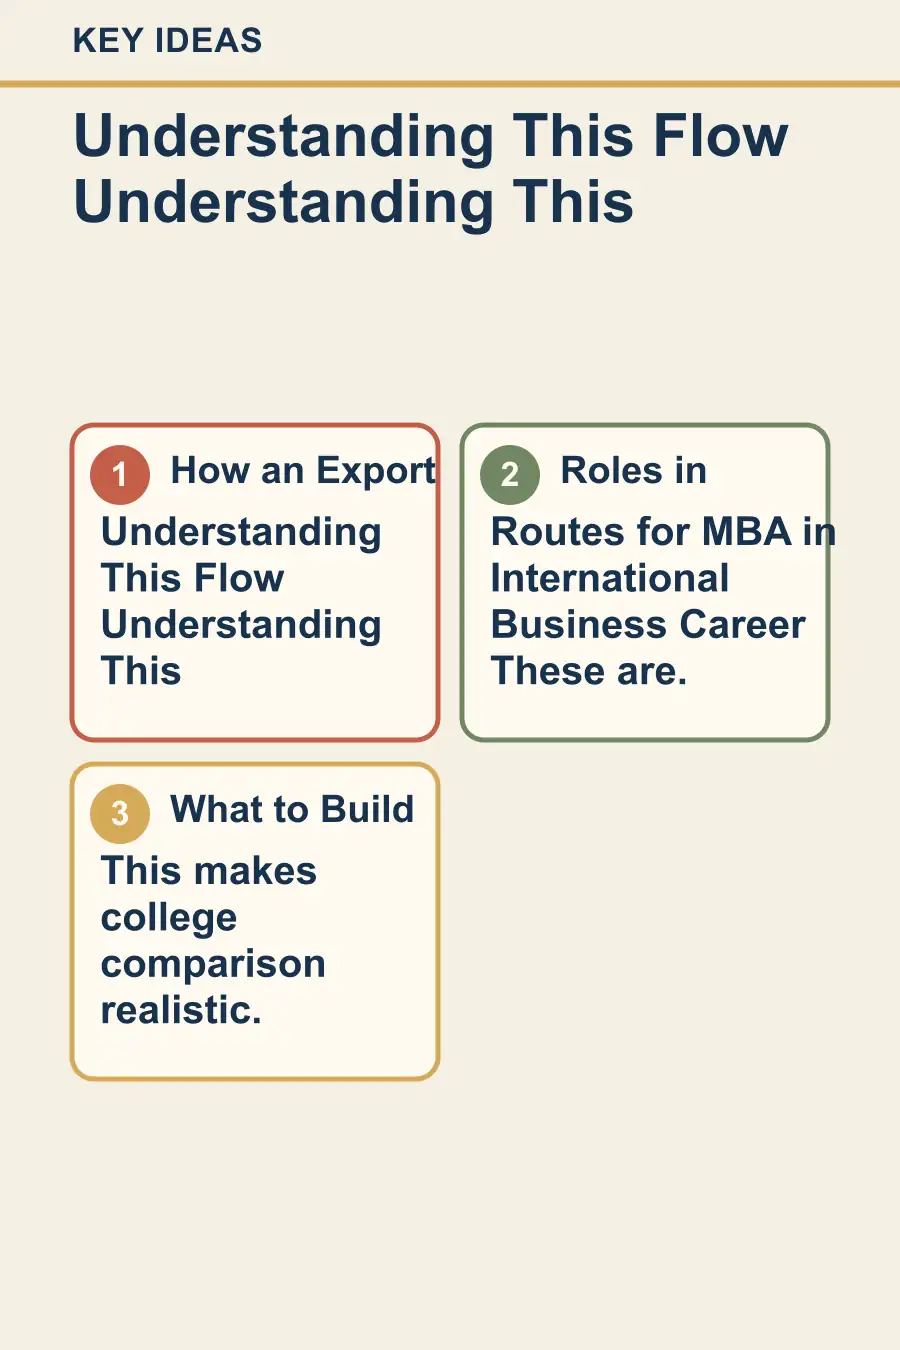 KEY IDEAS
Understanding This Flow
Understanding This
1 How an Export
Understanding
This Flow
Understanding
This
2 Roles in
Routes for MBA in
International
Business Career
These are.
3 What to Build
This makes
college
comparison
realistic.